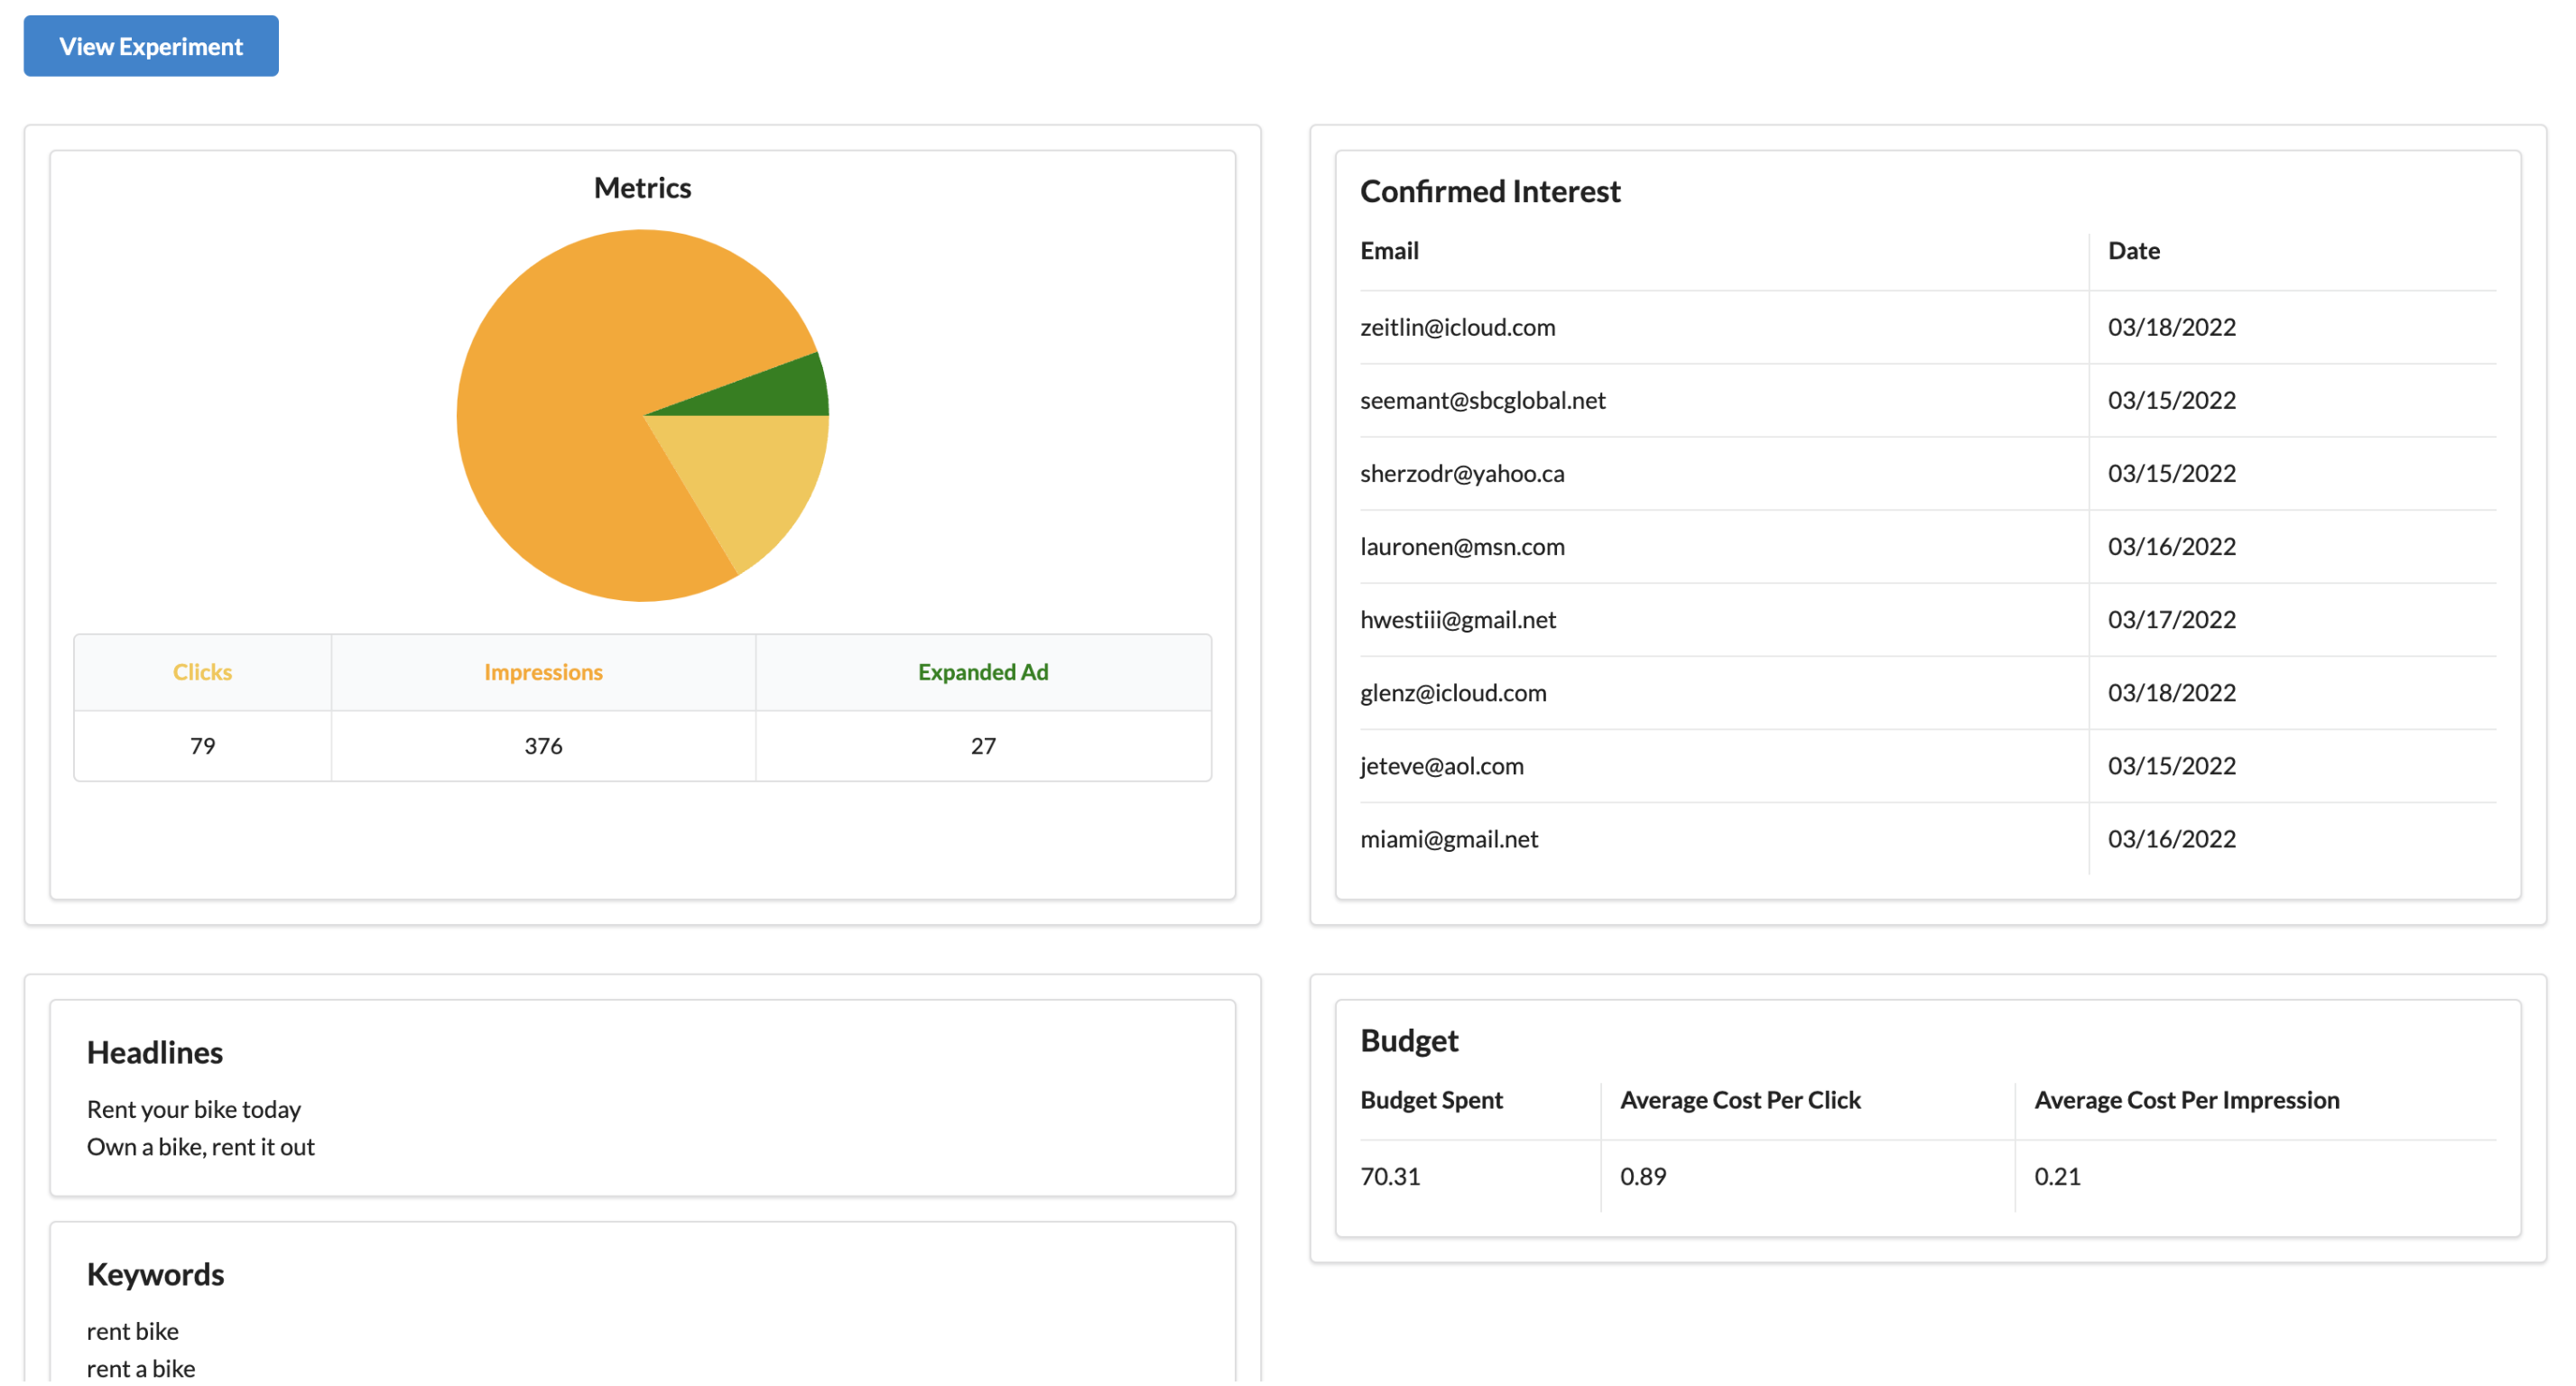 View Experiment
Metrics
Clicks Impressions Expanded Ad
79 376 27
Confirmed Interest
Email Date
zeitlin@icloud.com 03/18/2022
seemant@sbcglobal.net 03/15/2022
sherzodr@yahoo.ca 03/15/2022
lauronen@msn.com 03/16/2022
hwestiii@gmail.net 03/17/2022
glenz@icloud.com 03/18/2022
jeteve@aol.com 03/15/2022
miami@gmail.net 03/16/2022
Headlines
Rent your bike today
Own a bike, rent it out
Keywords
rent bike
rent a bike
Budget
Budget Spent Average Cost Per Click Average Cost Per Impression
70.31 0.89 0.21